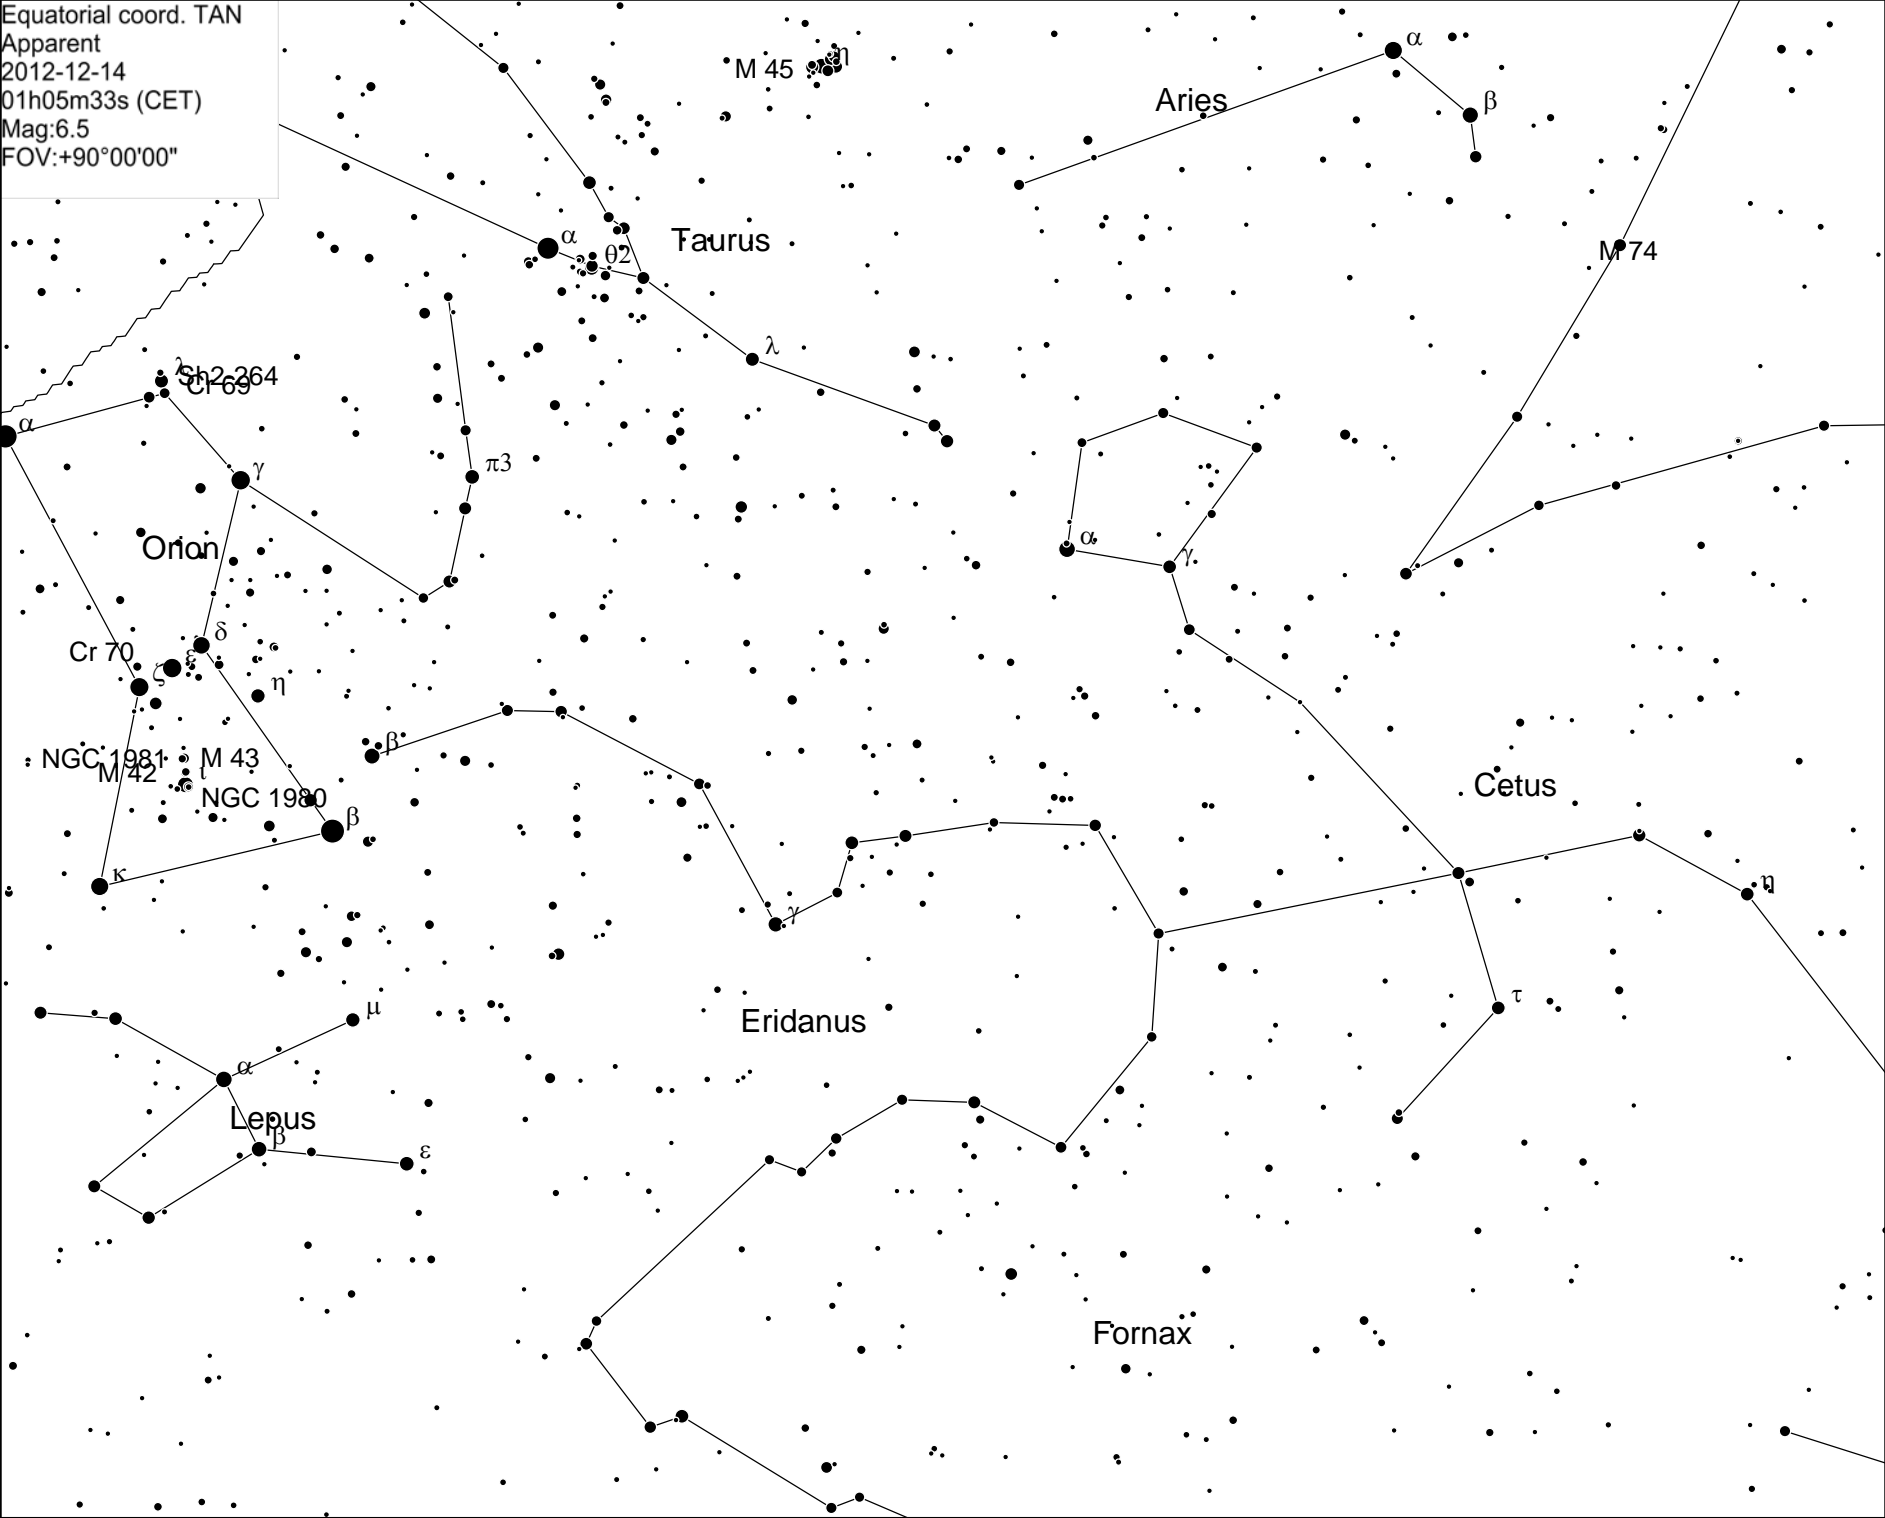 Equatorial coord. TAN
Apparent
2012-12-14
01h05m33s (CET)
Mag:6.5
FOV:+90°00'00"
η
M 45
α
Aries
β
α
θ2
Taurus
M 74
λ
λ
Sh2-264
Cr 69
α
γ
π3
Orion
α
γ
δ
Cr 70
ε
ζ
η
β
NGC 1981
M 43
M 42
ι
NGC 1980
Cetus
β
κ
η
γ
τ
μ
Eridanus
α
Lepus
β
ε
Fornax